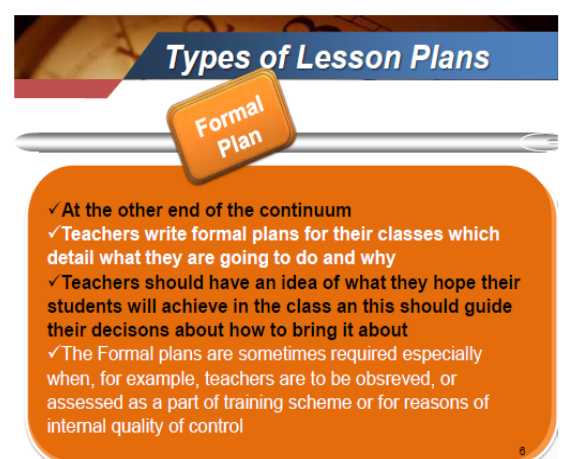 Types of Lesson Plans
Formal
Plan
✓At the other end of the continuum
✓Teachers write formal plans for their classes which
detail what they are going to do and why
✓Teachers should have an idea of what they hope their
students will achieve in the class an this should guide
their decisons about how to bring it about
✓The Formal plans are sometimes required especially
when, for example, teachers are to be obsreved, or
assessed as a part of training scheme or for reasons of
internal quality of control
6